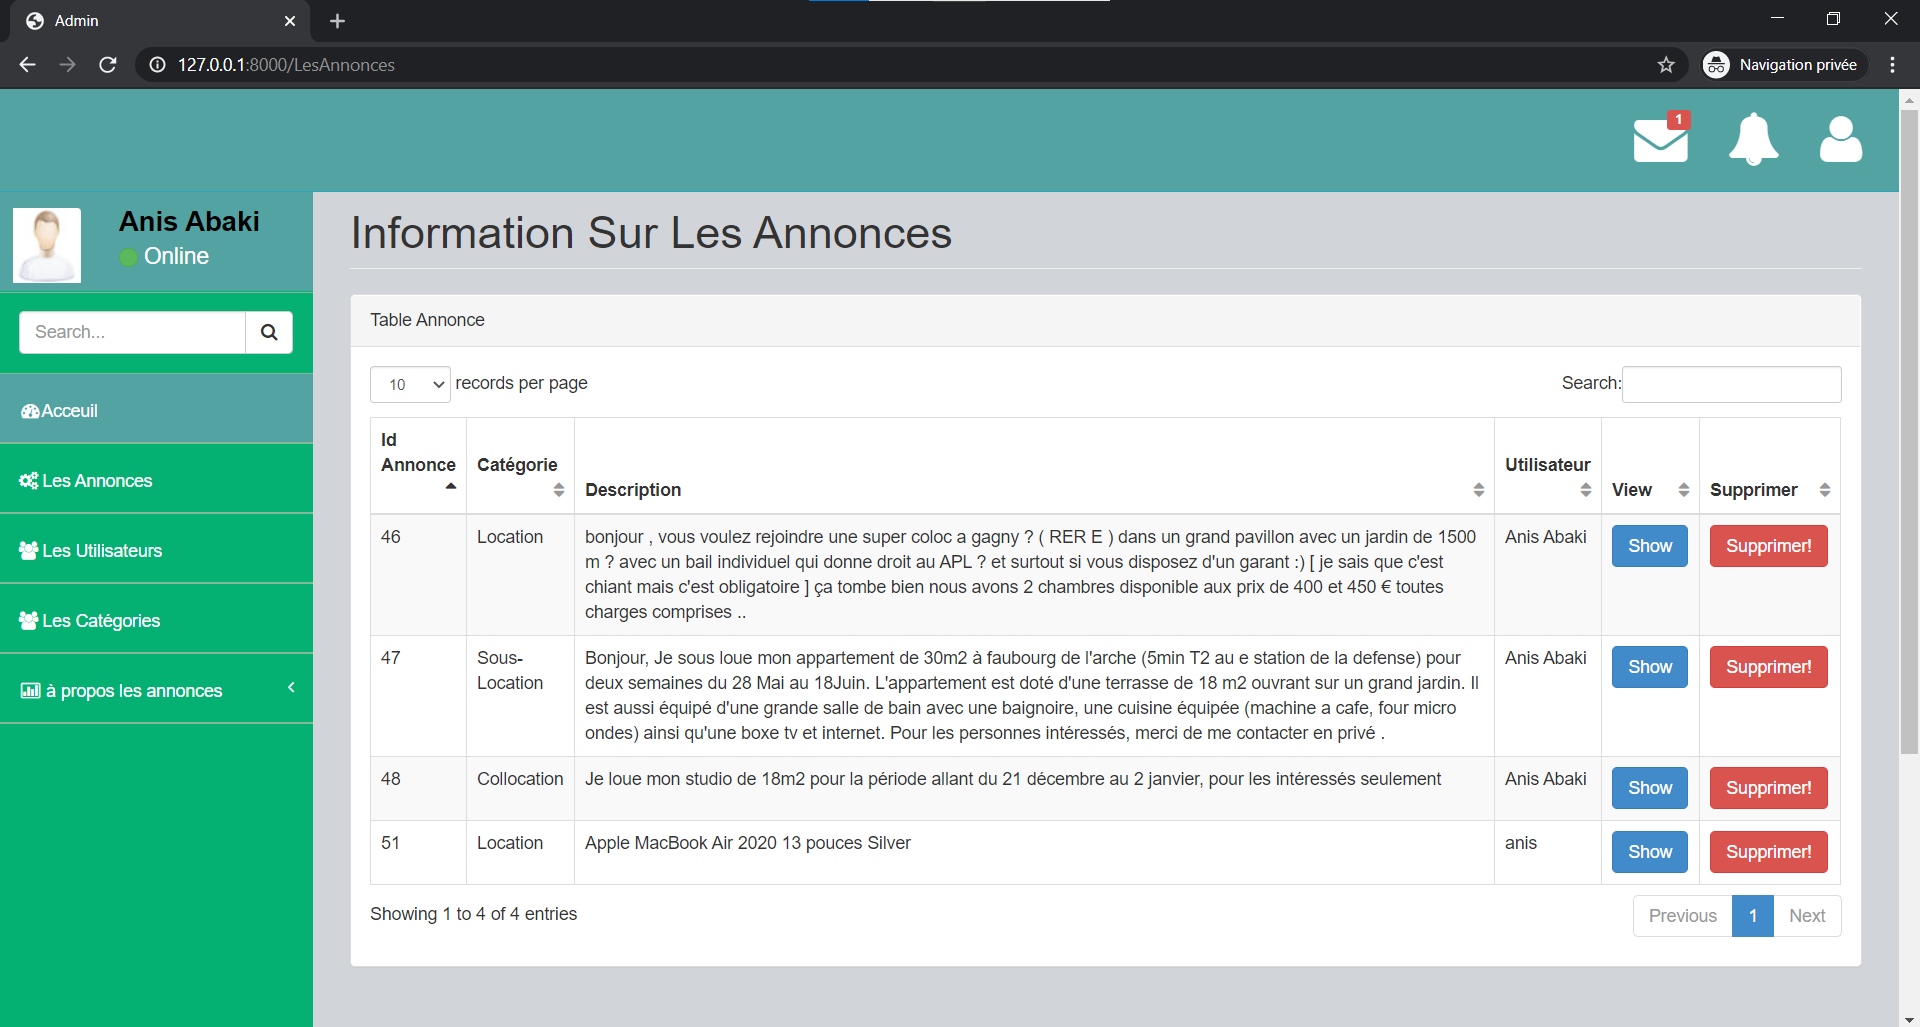 Admin
127.0.0.1:8000/LesAnnonces
Navigation privée
1
Anis Abaki
Online
Search...
Acceuil
Les Annonces
Les Utilisateurs
Les Catégories
à propos les annonces
Information Sur Les Annonces
Table Annonce
10 records per page
Search:
Id Annonce Catégorie Description Utilisateur View Supprimer
46 Location bonjour , vous voulez rejoindre une super coloc a gagny ? ( RER E ) dans un grand pavillon avec un jardin de 1500 Anis Abaki Show Supprimer!
m ? avec un bail individuel qui donne droit au APL ? et surtout si vous disposez d'un garant :) [ je sais que c'est
chiant mais c'est obligatoire ] ça tombe bien nous avons 2 chambres disponible aux prix de 400 et 450 € toutes
charges comprises ..
47 Sous- Bonjour, Je sous loue mon appartement de 30m2 à faubourg de l'arche (5min T2 au e station de la defense) pour Anis Abaki Show Supprimer!
Location deux semaines du 28 Mai au 18Juin. L'appartement est doté d'une terrasse de 18 m2 ouvrant sur un grand jardin. Il
est aussi équipé d'une grande salle de bain avec une baignoire, une cuisine équipée (machine a cafe, four micro
ondes) ainsi qu'une boxe tv et internet. Pour les personnes intéressés, merci de me contacter en privé .
48 Collocation Je loue mon studio de 18m2 pour la période allant du 21 décembre au 2 janvier, pour les intéressés seulement Anis Abaki Show Supprimer!
51 Location Apple MacBook Air 2020 13 pouces Silver anis Show Supprimer!
Showing 1 to 4 of 4 entries
Previous 1 Next